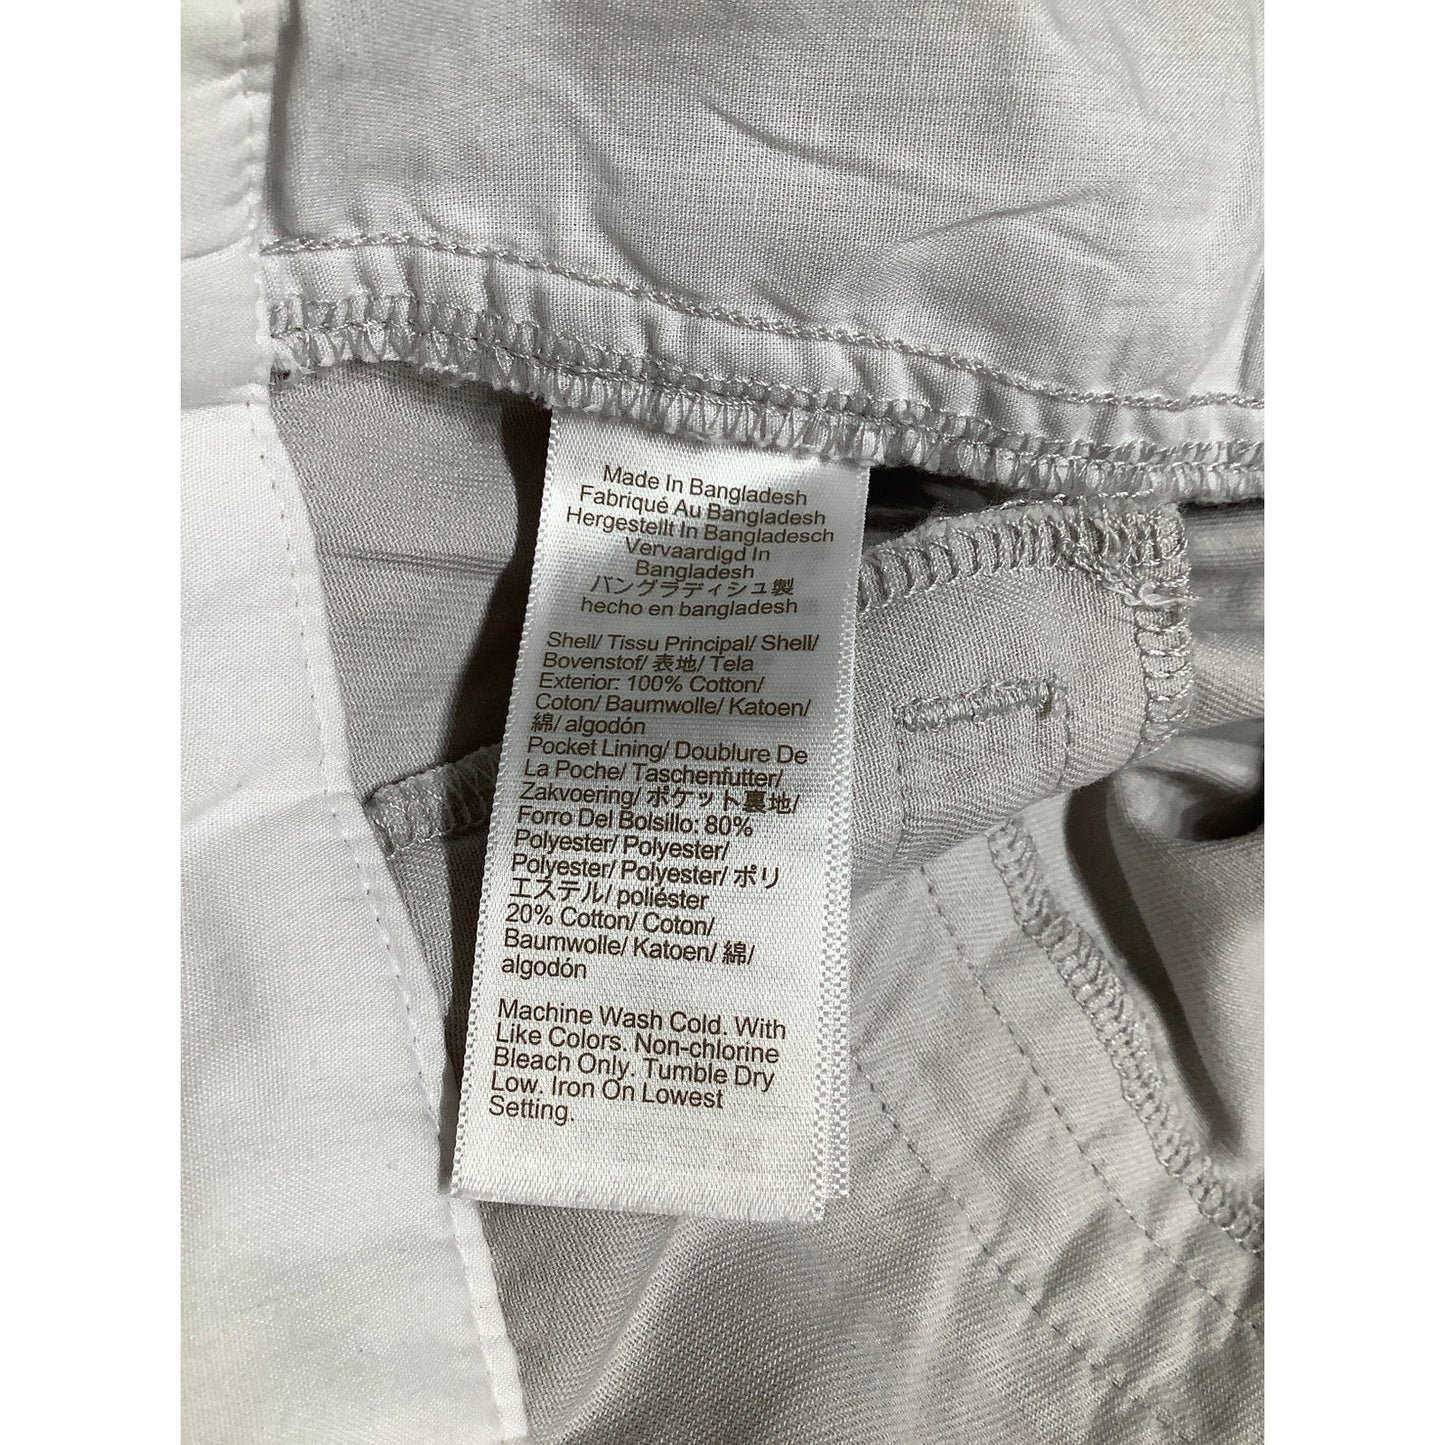 Made In Bangladesh
Fabriqué Au Bangladesh
Hergestellt In Bangladesch
Vervaardigd In
Bangladesh
バングラディシュ製
hecho en bangladesh
Shell/ Tissu Principal/ Shell/
Bovenstof/ 表地/ Tela
Exterior: 100% Cotton/
Coton/ Baumwolle/ Katoen/
綿/ algodón
Pocket Lining/ Doublure De
La Poche/ Taschenfutter/
Zakvoering/ ポケット裏地/
Forro Del Bolsillo: 80%
Polyester/ Polyester/
Polyester/ Polyester/ ポリ
エステル/ poliéster
20% Cotton/ Coton/
Baumwolle/ Katoen/ 綿/
algodón
Machine Wash Cold. With
Like Colors. Non-chlorine
Bleach Only. Tumble Dry
Low. Iron On Lowest
Setting.